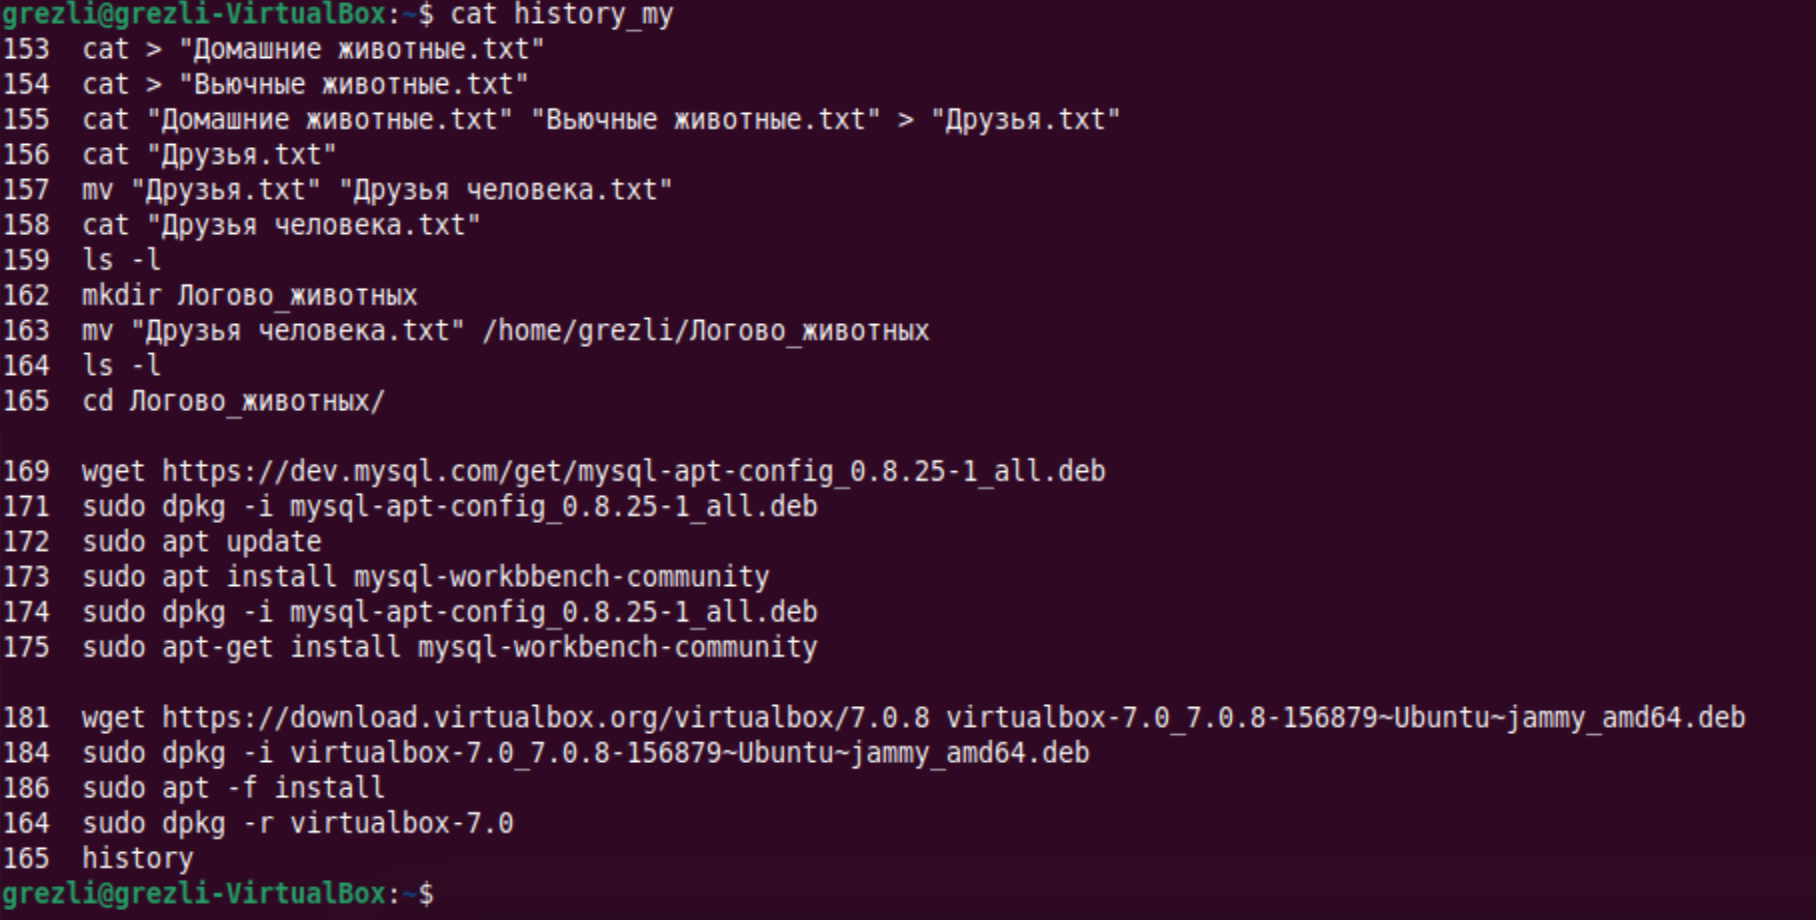 grezli@grezli-VirtualBox:~$ cat history_my
153  cat > "Домашние животные.txt"
154  cat > "Вьючные животные.txt"
155  cat "Домашние животные.txt" "Вьючные животные.txt" > "Друзья.txt"
156  cat "Друзья.txt"
157  mv "Друзья.txt" "Друзья человека.txt"
158  cat "Друзья человека.txt"
159  ls -l
162  mkdir Логово_животных
163  mv "Друзья человека.txt" /home/grezli/Логово_животных
164  ls -l
165  cd Логово_животных/
169  wget https://dev.mysql.com/get/mysql-apt-config_0.8.25-1_all.deb
171  sudo dpkg -i mysql-apt-config_0.8.25-1_all.deb
172  sudo apt update
173  sudo apt install mysql-workbbench-community
174  sudo dpkg -i mysql-apt-config_0.8.25-1_all.deb
175  sudo apt-get install mysql-workbench-community
181  wget https://download.virtualbox.org/virtualbox/7.0.8 virtualbox-7.0_7.0.8-156879~Ubuntu~jammy_amd64.deb
184  sudo dpkg -i virtualbox-7.0_7.0.8-156879~Ubuntu~jammy_amd64.deb
186  sudo apt -f install
164  sudo dpkg -r virtualbox-7.0
165  history
grezli@grezli-VirtualBox:~$